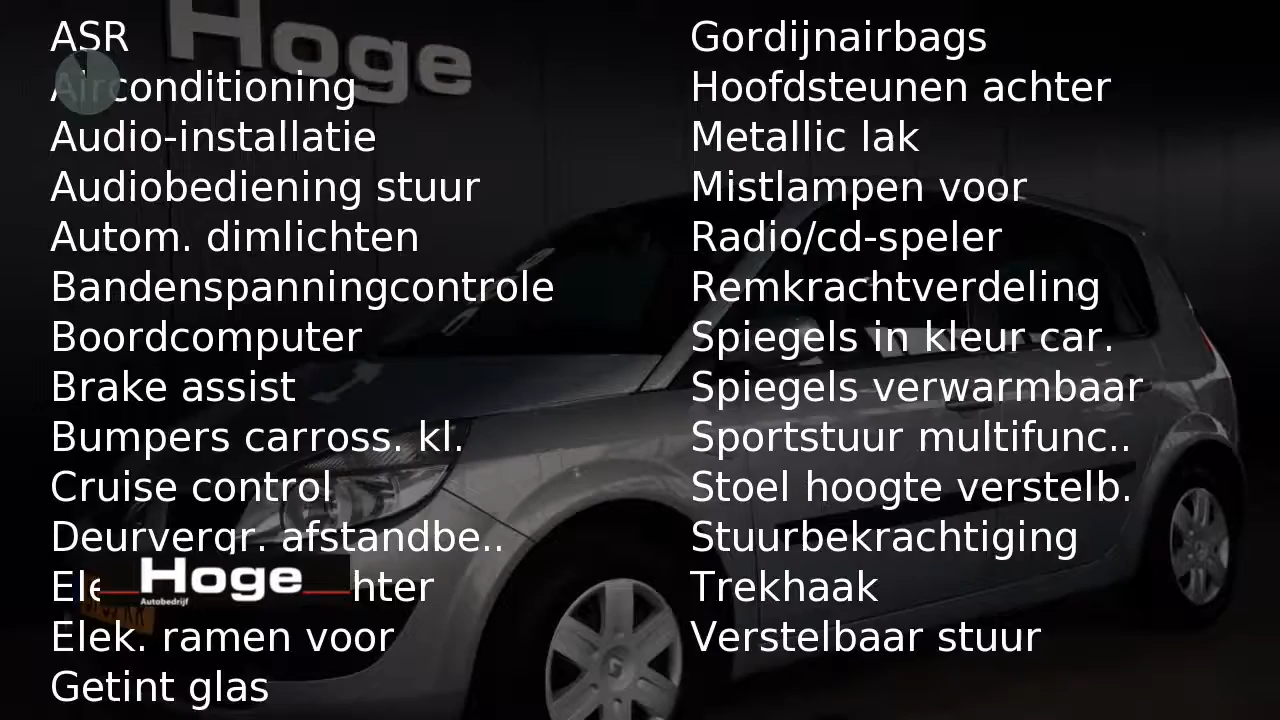 Hoge
ASR
Airconditioning
Audio-installatie
Audiobediening stuur
Autom. dimlichten
Bandenspanningcontrole
Boordcomputer
Brake assist
Bumpers carross. kl.
Cruise control
Deurvergr. afstandbe..
Hoge
Autobedrijf
Elek. ramen voor
Getint glas
Gordijnairbags
Hoofdsteunen achter
Metallic lak
Mistlampen voor
Radio/cd-speler
Remkrachtverdeling
Spiegels in kleur car.
Spiegels verwarmbaar
Sportstuur multifunc..
Stoel hoogte verstelb.
Stuurbekrachtiging
Trekhaak
Verstelbaar stuur